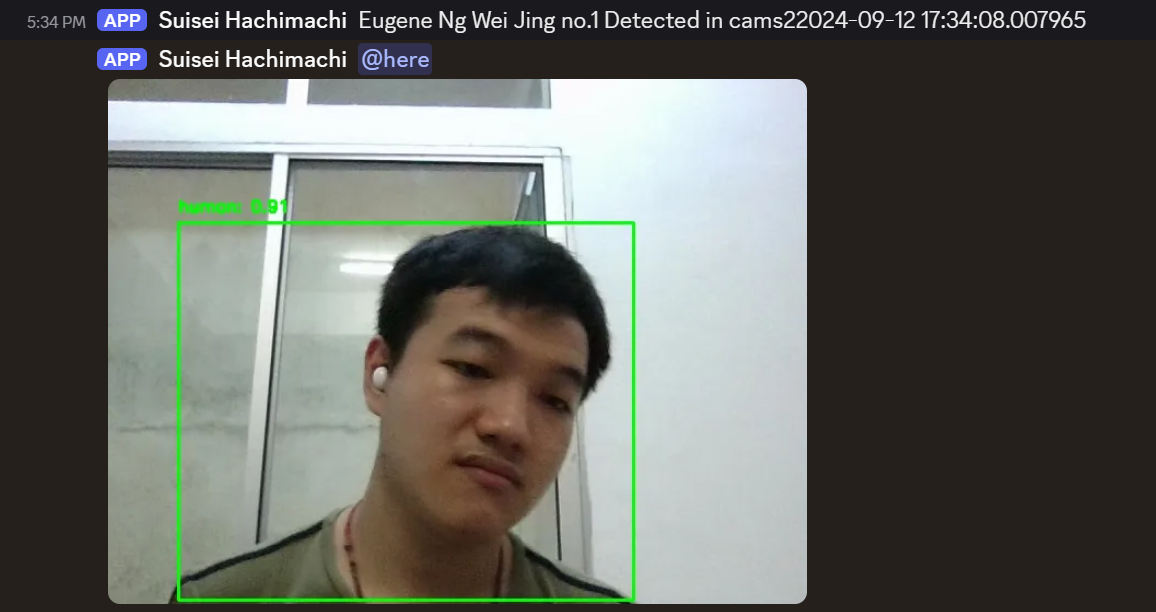 5:34 PM APP Suisei Hachimachi Eugene Ng Wei Jing no.1 Detected in cams22024-09-12 17:34:08.007965
APP Suisei Hachimachi @here
human 0.91